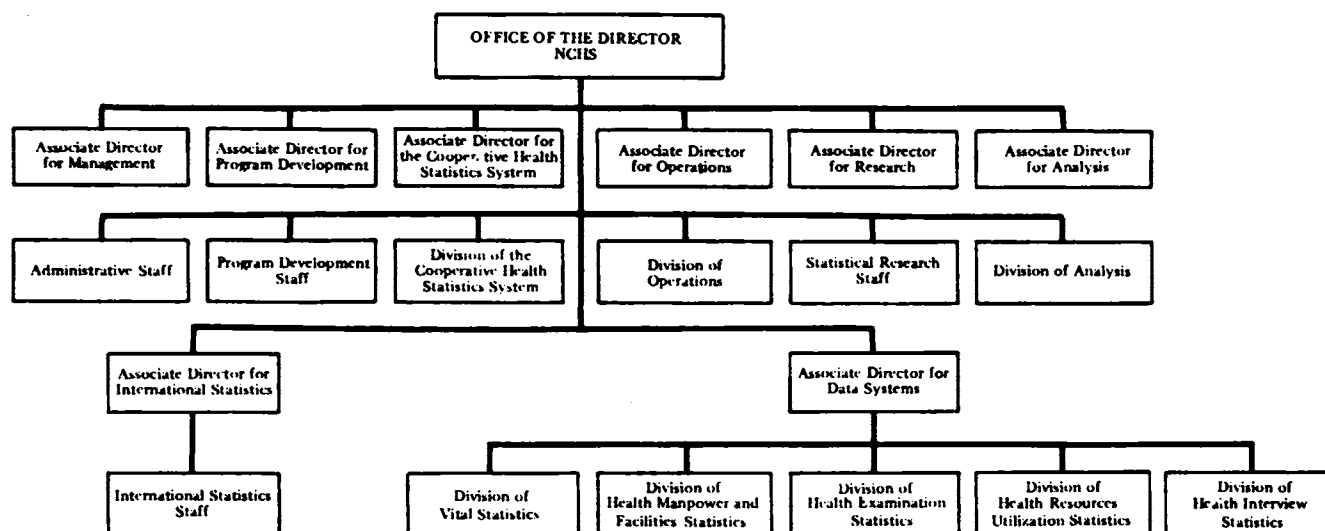 OFFICE OF THE DIRECTOR
NCHS
Associate Director
for Management
Associate Director for
Program Development
Associate Director for
the Cooper. tive Health
Statistics System
Associate Director
for Operations
Associate Director
for Research
Associate Director
for Analysis
Administrative Staff
Program Development
Staff
Division of the
Cooperative Health
Statistics System
Division of
Operations
Statistical Research
Staff
Division of Analysis
Associate Director for
International Statistics
Associate Director for
Data Systems
International Statistics
Staff
Division of
Vital Statistics
Division of
Health Manpower and
Facilities Statistics
Division of
Health Examination
Statistics
Division of
Health Resources
Utilization Statistics
Division of
Health Interview
Statistics